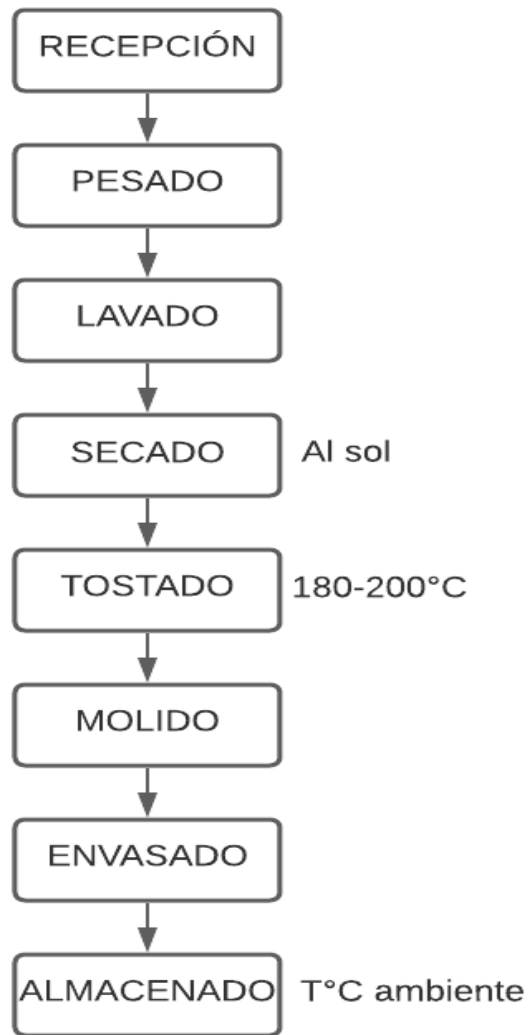 RECEPCIÓN
PESADO
LAVADO
SECADO Al sol
TOSTADO 180-200°C
MOLIDO
ENVASADO
ALMACENADO T°C ambiente